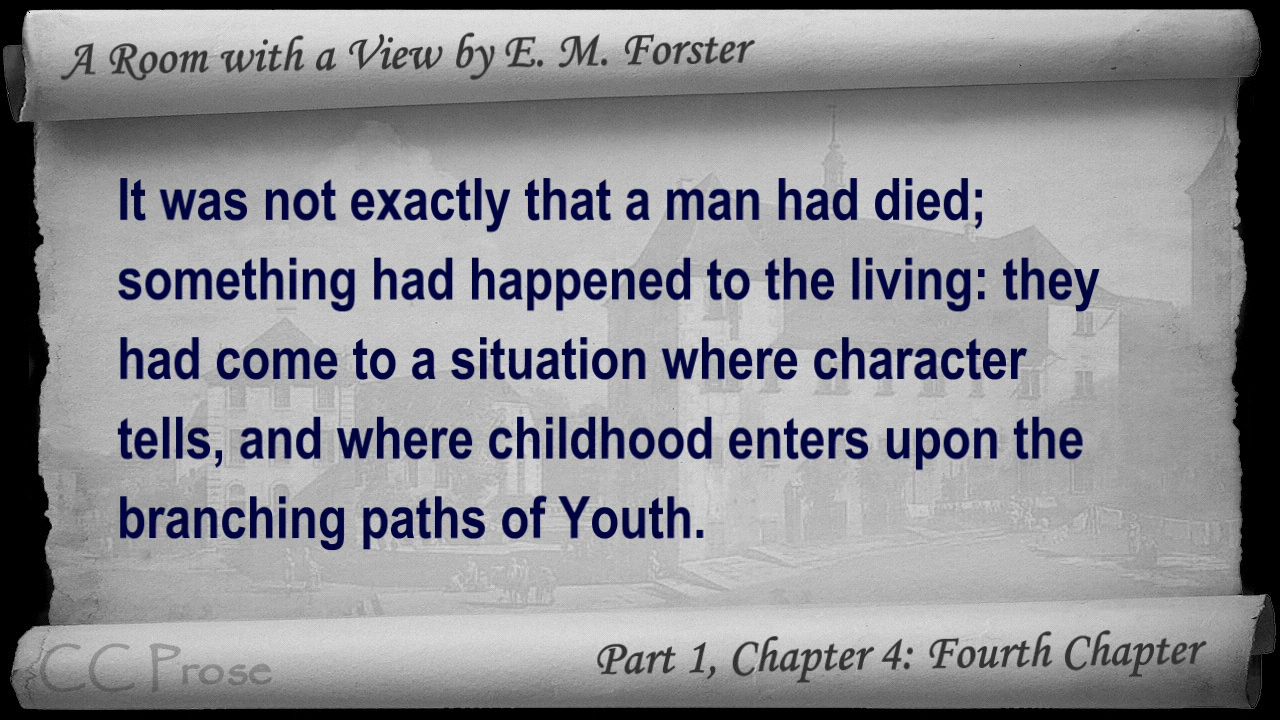 A Room with a View by E. M. Forster
It was not exactly that a man had died;
something had happened to the living: they
had come to a situation where character
tells, and where childhood enters upon the
branching paths of Youth.
CC Prose
Part 1, Chapter 4: Fourth Chapter